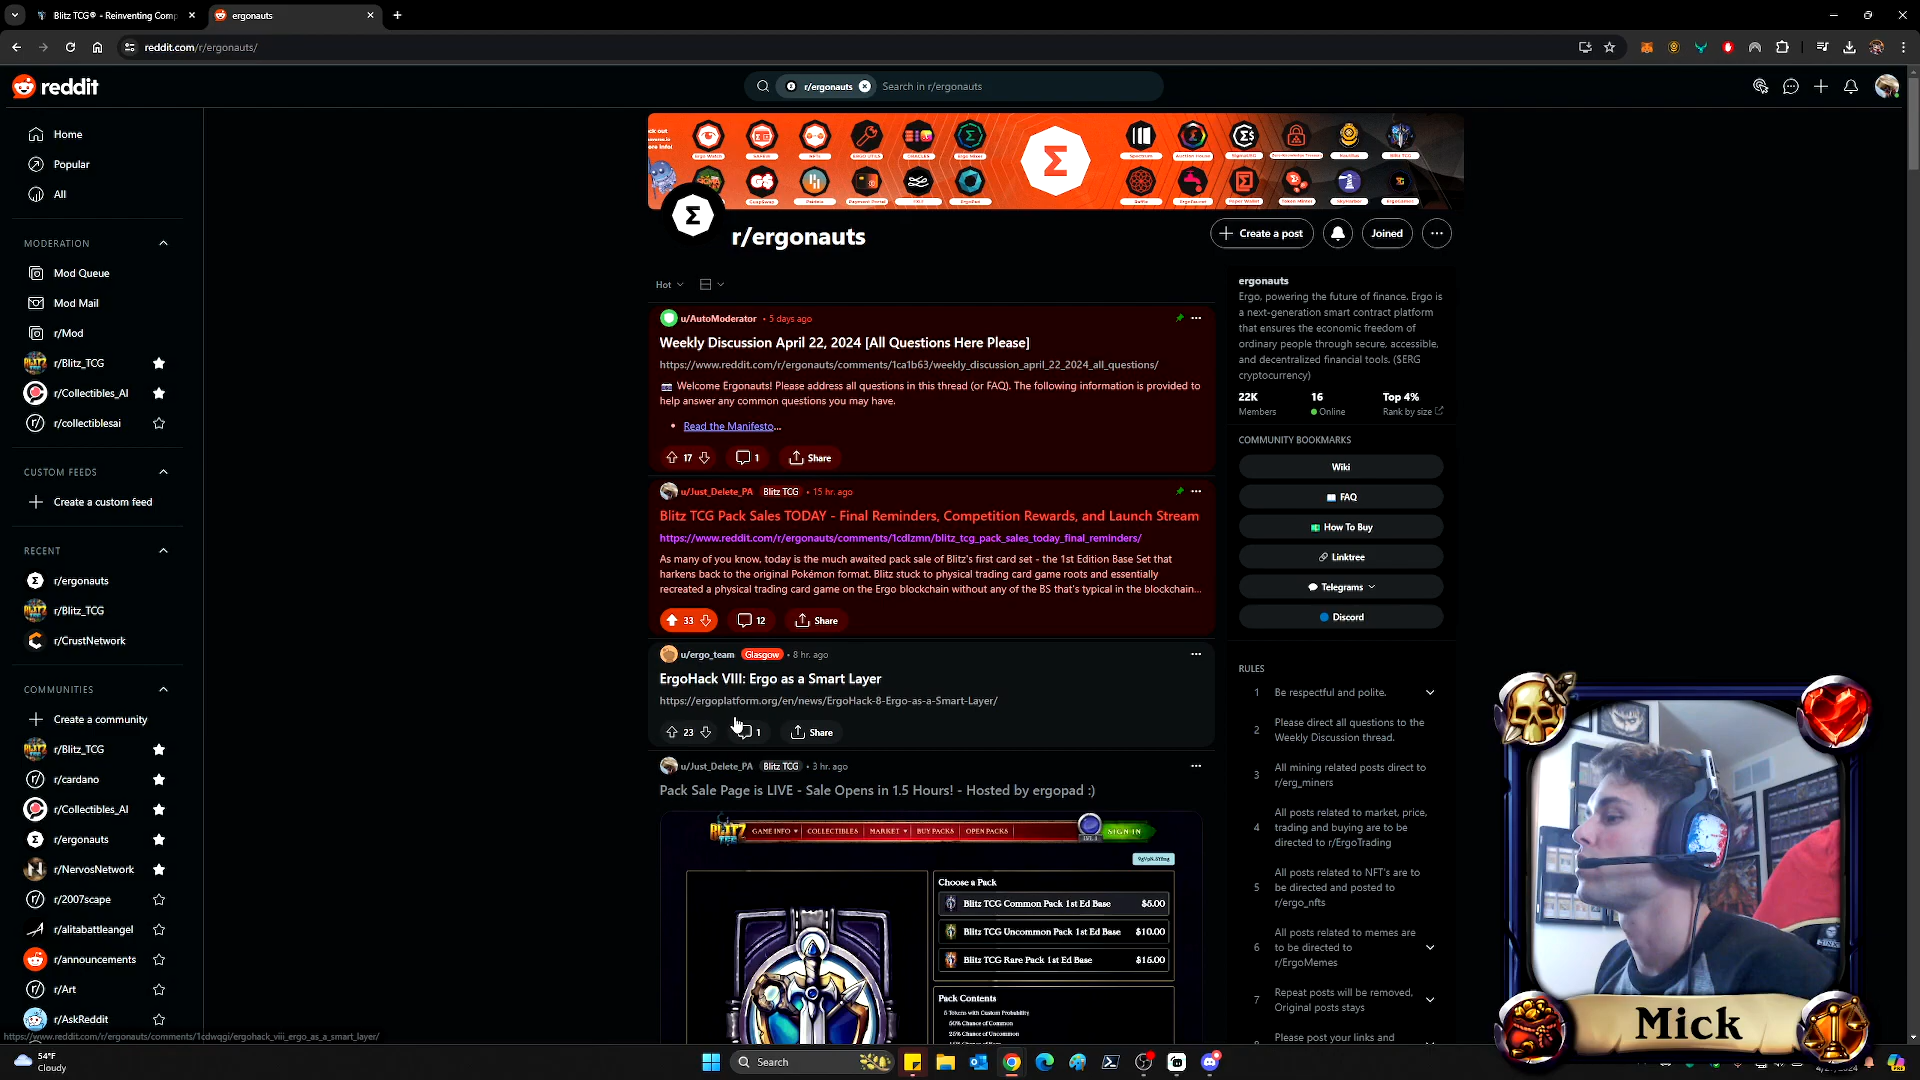 Blitz TCG® - Reinventing Comp
ergonauts
reddit.com/r/ergonauts/
reddit
r/ergonauts
Search in r/ergonauts
Home
Popular
All
MODERATION
Mod Queue
Mod Mail
r/Mod
r/Blitz_TCG
r/Collectibles_AI
r/collectiblesai
CUSTOM FEEDS
Create a custom feed
RECENT
r/ergonauts
r/Blitz_TCG
r/CrustNetwork
COMMUNITIES
Create a community
r/Blitz_TCG
r/cardano
r/Collectibles_AI
r/ergonauts
r/NervosNetwork
r/2007scape
r/alitabattleangel
r/announcements
r/Art
r/AskReddit
https://www.reddit.com/r/ergonauts/comments/1cdwqgi/ergohack_viii_ergo_as_a_smart_layer/
r/ergonauts
Create a post
Joined
Hot
u/AutoModerator • 5 days ago
Weekly Discussion April 22, 2024 [All Questions Here Please]
https://www.reddit.com/r/ergonauts/comments/1ca1b63/weekly_discussion_april_22_2024_all_questions/
Welcome Ergonauts! Please address all questions in this thread (or FAQ). The following information is provided to
help answer any common questions you may have.
• Read the Manifesto...
17 1 Share
u/Just_Delete_PA Blitz TCG • 15 hr. ago
Blitz TCG Pack Sales TODAY - Final Reminders, Competition Rewards, and Launch Stream
https://www.reddit.com/r/ergonauts/comments/1cdlzmn/blitz_tcg_pack_sales_today_final_reminders/
As many of you know, today is the much awaited pack sale of Blitz's first card set - the 1st Edition Base Set that
harkens back to the original Pokémon format. Blitz stuck to physical trading card game roots and essentially
recreated a physical trading card game on the Ergo blockchain without any of the BS that's typical in the blockchain...
33 12 Share
u/ergo_team Glasgow • 8 hr. ago
ErgoHack VIII: Ergo as a Smart Layer
https://ergoplatform.org/en/news/ErgoHack-8-Ergo-as-a-Smart-Layer/
23 1 Share
u/Just_Delete_PA Blitz TCG • 3 hr. ago
Pack Sale Page is LIVE - Sale Opens in 1.5 Hours! - Hosted by ergopad :)
BLITZ TCG
GAME INFO COLLECTIBLES MARKET BUY PACKS OPEN PACKS SIGN IN
Choose a Pack
Blitz TCG Common Pack 1st Ed Base $5.00
Blitz TCG Uncommon Pack 1st Ed Base $10.00
Blitz TCG Rare Pack 1st Ed Base $15.00
Pack Contents
5 Tokens with Custom Probability
50% Chance of Common
25% Chance of Uncommon
ergonauts
Ergo, powering the future of finance. Ergo is
a next-generation smart contract platform
that ensures the economic freedom of
ordinary people through secure, accessible,
and decentralized financial tools. ($ERG
cryptocurrency)
22K 16 Top 4%
Members Online Rank by size
COMMUNITY BOOKMARKS
Wiki
FAQ
How To Buy
Linktree
Telegrams
Discord
RULES
1 Be respectful and polite.
2 Please direct all questions to the
Weekly Discussion thread.
3 All mining related posts direct to
r/erg_miners
4 All posts related to market, price,
trading and buying are to be
directed to r/ErgoTrading
5 All posts related to NFT's are to
be directed and posted to
r/ergo_nfts
6 All posts related to memes are
to be directed to
r/ErgoMemes
7 Repeat posts will be removed,
Original posts stays
8 Please post your links and
Mick
54°F
Cloudy
Search